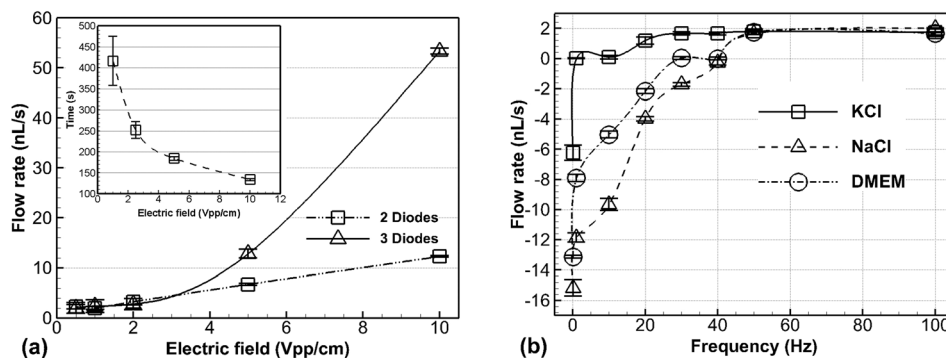 60
50
40
30
20
10
0
Flow rate (nL/s)
500
450
400
350
300
250
200
150
100
Time (s)
0 2 4 6 8 10 12
Electric field (Vpp/cm)
2 Diodes
3 Diodes
0 2 4 6 8 10
(a)
Electric field (Vpp/cm)
2
0
-2
-4
-6
-8
-10
-12
-14
-16
Flow rate (nL/s)
KCl
NaCl
DMEM
0 20 40 60 80 100
(b)
Frequency (Hz)